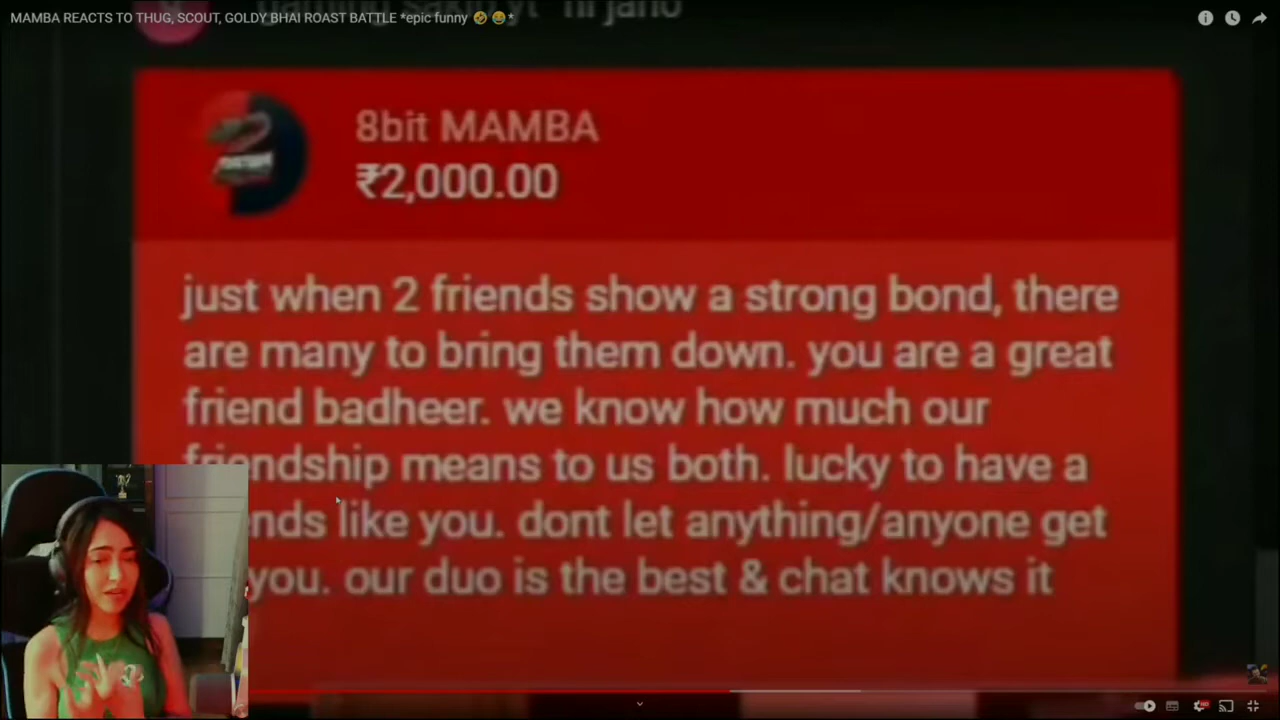 MAMBA REACTS TO THUG, SCOUT, GOLDY BHAI ROAST BATTLE *epic funny 🤣 😂*
8bit MAMBA
₹2,000.00
just when 2 friends show a strong bond, there
are many to bring them down. you are a great
friend badheer. we know how much our
friendship means to us both. lucky to have a
ends like you. dont let anything/anyone get
you. our duo is the best & chat knows it